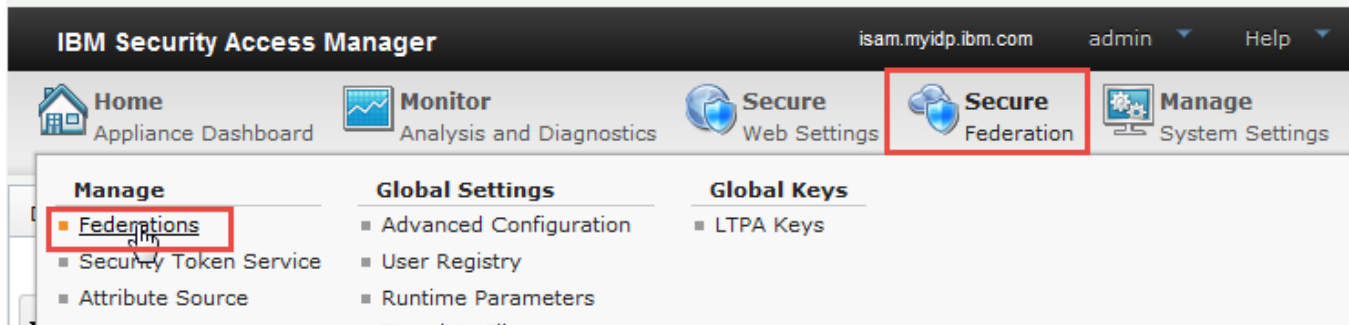 IBM Security Access Manager isam.myidp.ibm.com admin Help
Home Monitor Secure Secure Manage
Appliance Dashboard Analysis and Diagnostics Web Settings Federation System Settings
Manage Global Settings Global Keys
Federations Advanced Configuration LTPA Keys
Security Token Service User Registry
Attribute Source Runtime Parameters